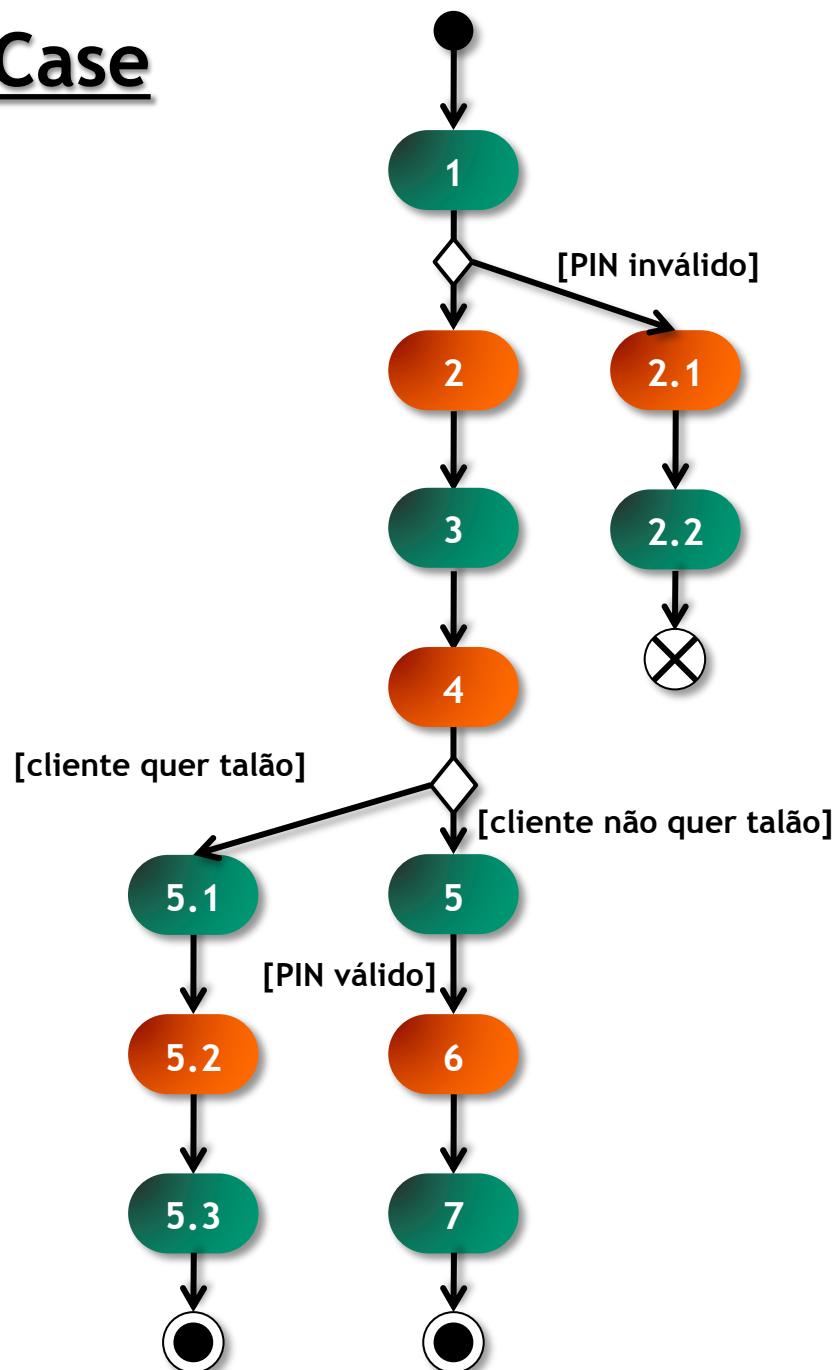 Case
1
[PIN inválido]
2
2.1
3
2.2
4
[cliente quer talão]
[cliente não quer talão]
5.1
5
[PIN válido]
5.2
6
5.3
7